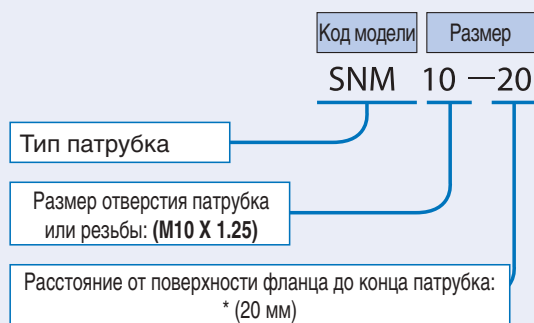 Код модели Размер
SNM 10 —20
Тип патрубка
Размер отверстия патрубка
или резьбы: (M10 X 1.25)
Расстояние от поверхности фланца до конца патрубка:
* (20 мм)